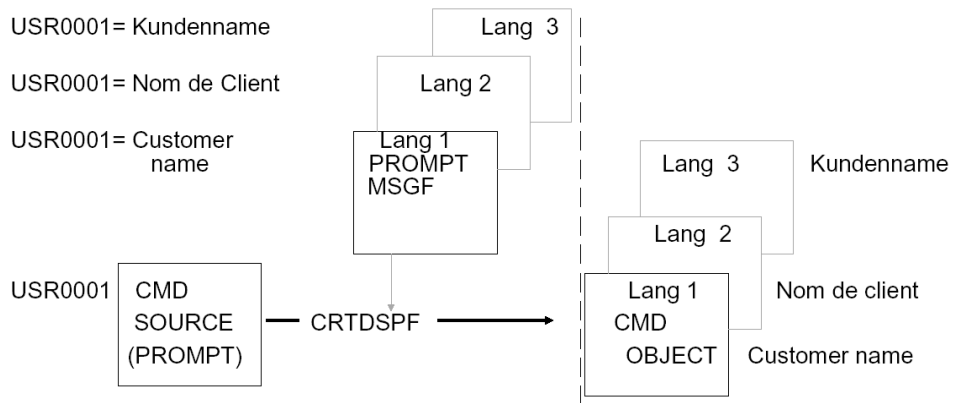 USR0001= Kundenname
Lang 3
USR0001= Nom de Client
Lang 2
USR0001= Customer
name
Lang 1
PROMPT
MSGF
Lang 3
Kundenname
Lang 2
USR0001
CMD
SOURCE
(PROMPT)
CRTDSPF
Lang 1
CMD
OBJECT
Nom de client
Customer name